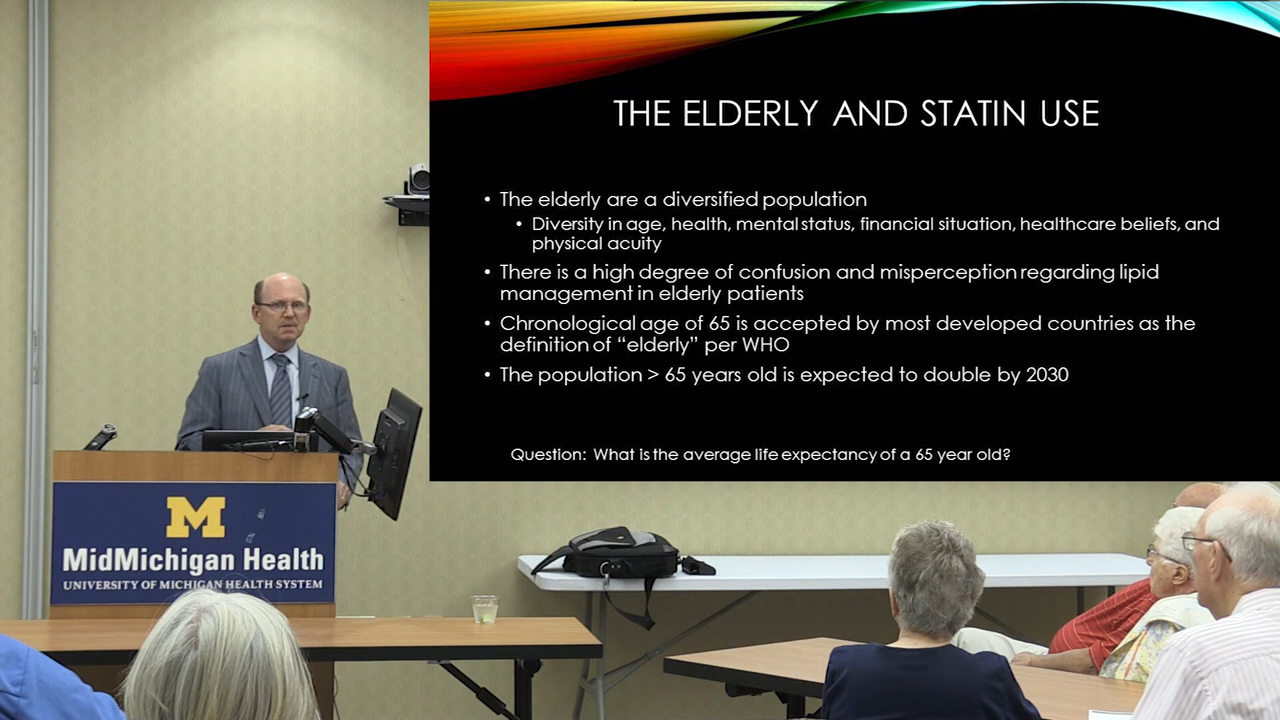 THE ELDERLY AND STATIN USE
• The elderly are a diversified population
• Diversity in age, health, mental status, financial situation, healthcare beliefs, and
physical acuity
• There is a high degree of confusion and misperception regarding lipid
management in elderly patients
• Chronological age of 65 is accepted by most developed countries as the
definition of “elderly” per WHO
• The population > 65 years old is expected to double by 2030
Question: What is the average life expectancy of a 65 year old?
M
MidMichigan Health
UNIVERSITY OF MICHIGAN HEALTH SYSTEM